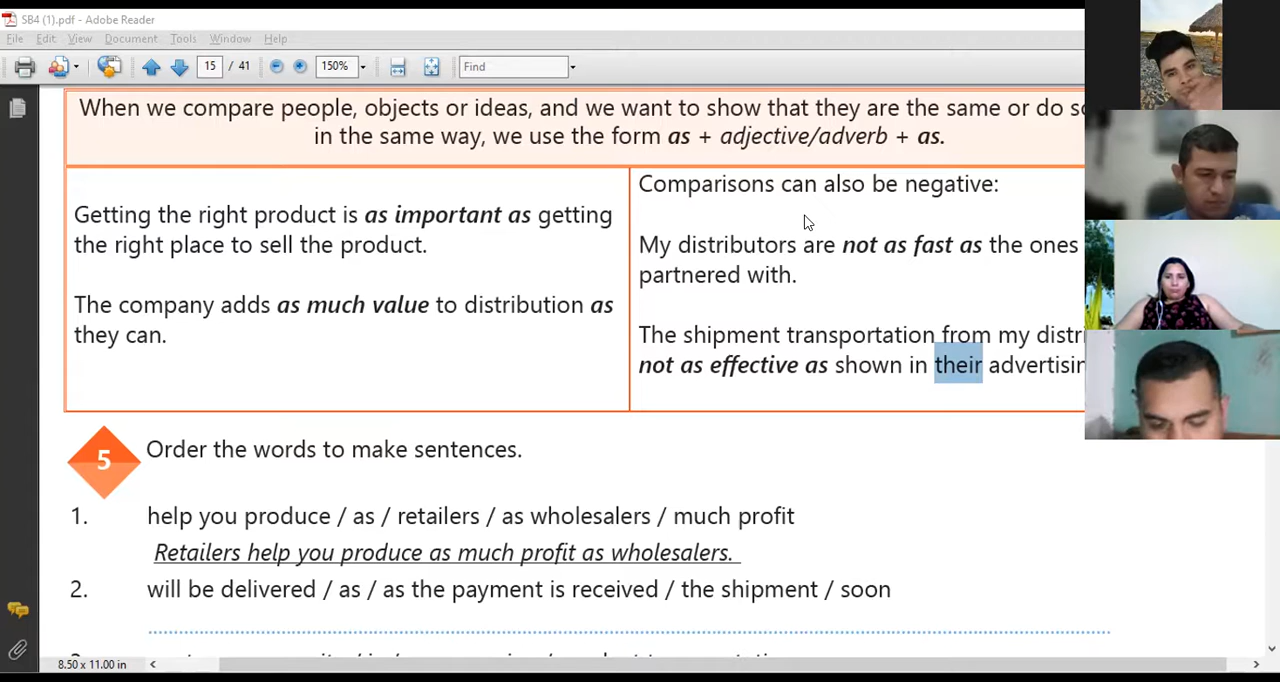 SB4 (1).pdf - Adobe Reader
File Edit View Document Tools Window Help
15 / 41 150% Find
When we compare people, objects or ideas, and we want to show that they are the same or do
in the same way, we use the form as + adjective/adverb + as.
Getting the right product is as important as getting
the right place to sell the product.
The company adds as much value to distribution as
they can.
Comparisons can also be negative:
My distributors are not as fast as the ones
partnered with.
The shipment transportation from my
not as effective as shown in their
5 Order the words to make sentences.
1. help you produce / as / retailers / as wholesalers / much profit
Retailers help you produce as much profit as wholesalers.
2. will be delivered / as / as the payment is received / the shipment / soon
8.50 x 11.00 in